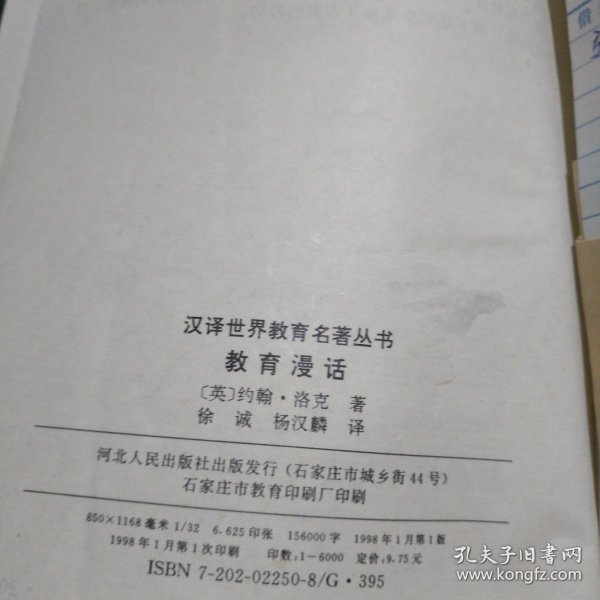 汉译世界教育名著丛书
教育漫话
〔英〕约翰·洛克 著
徐诚 杨汉麟 译
河北人民出版社出版发行（石家庄市城乡街44号）
石家庄市教育印刷厂印刷
850×1168毫米 1/32 6.625印张 156000字 1998年1月第1版
1998年1月第1次印刷 印数：1-6000 定价：9.75元
ISBN 7-202-02250-8/G·395
借
孔夫子旧书网
www.kongfz.com